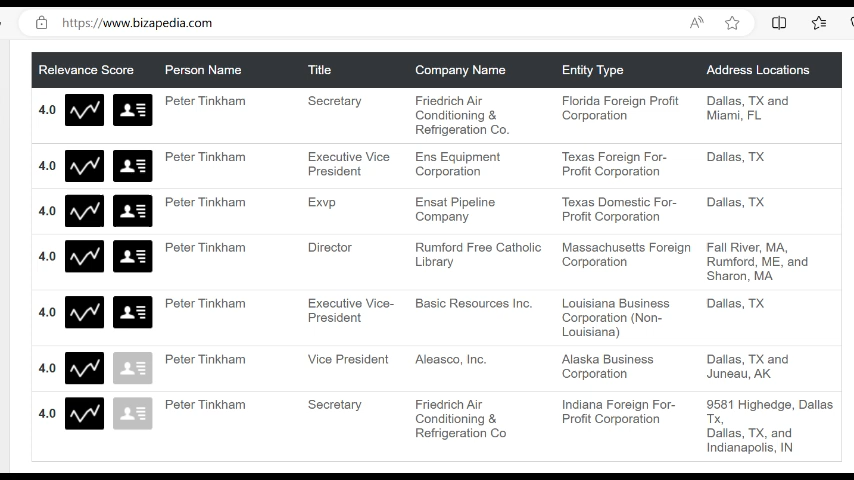 https://www.bizapedia.com
Relevance Score Person Name Title Company Name Entity Type Address Locations
4.0 Peter Tinkham Secretary Friedrich Air Florida Foreign Profit Dallas, TX and
Conditioning & Corporation Miami, FL
Refrigeration Co.
4.0 Peter Tinkham Executive Vice Ens Equipment Texas Foreign For- Dallas, TX
President Corporation Profit Corporation
4.0 Peter Tinkham Exvp Ensat Pipeline Texas Domestic For- Dallas, TX
Company Profit Corporation
4.0 Peter Tinkham Director Rumford Free Catholic Massachusetts Foreign Fall River, MA,
Library Corporation Rumford, ME, and
Sharon, MA
4.0 Peter Tinkham Executive Vice- Basic Resources Inc. Louisiana Business Dallas, TX
President Corporation (Non-
Louisiana)
4.0 Peter Tinkham Vice President Aleasco, Inc. Alaska Business Dallas, TX and
Corporation Juneau, AK
4.0 Peter Tinkham Secretary Friedrich Air Indiana Foreign For- 9581 Highedge, Dallas
Conditioning & Profit Corporation Tx,
Refrigeration Co Dallas, TX, and
Indianapolis, IN